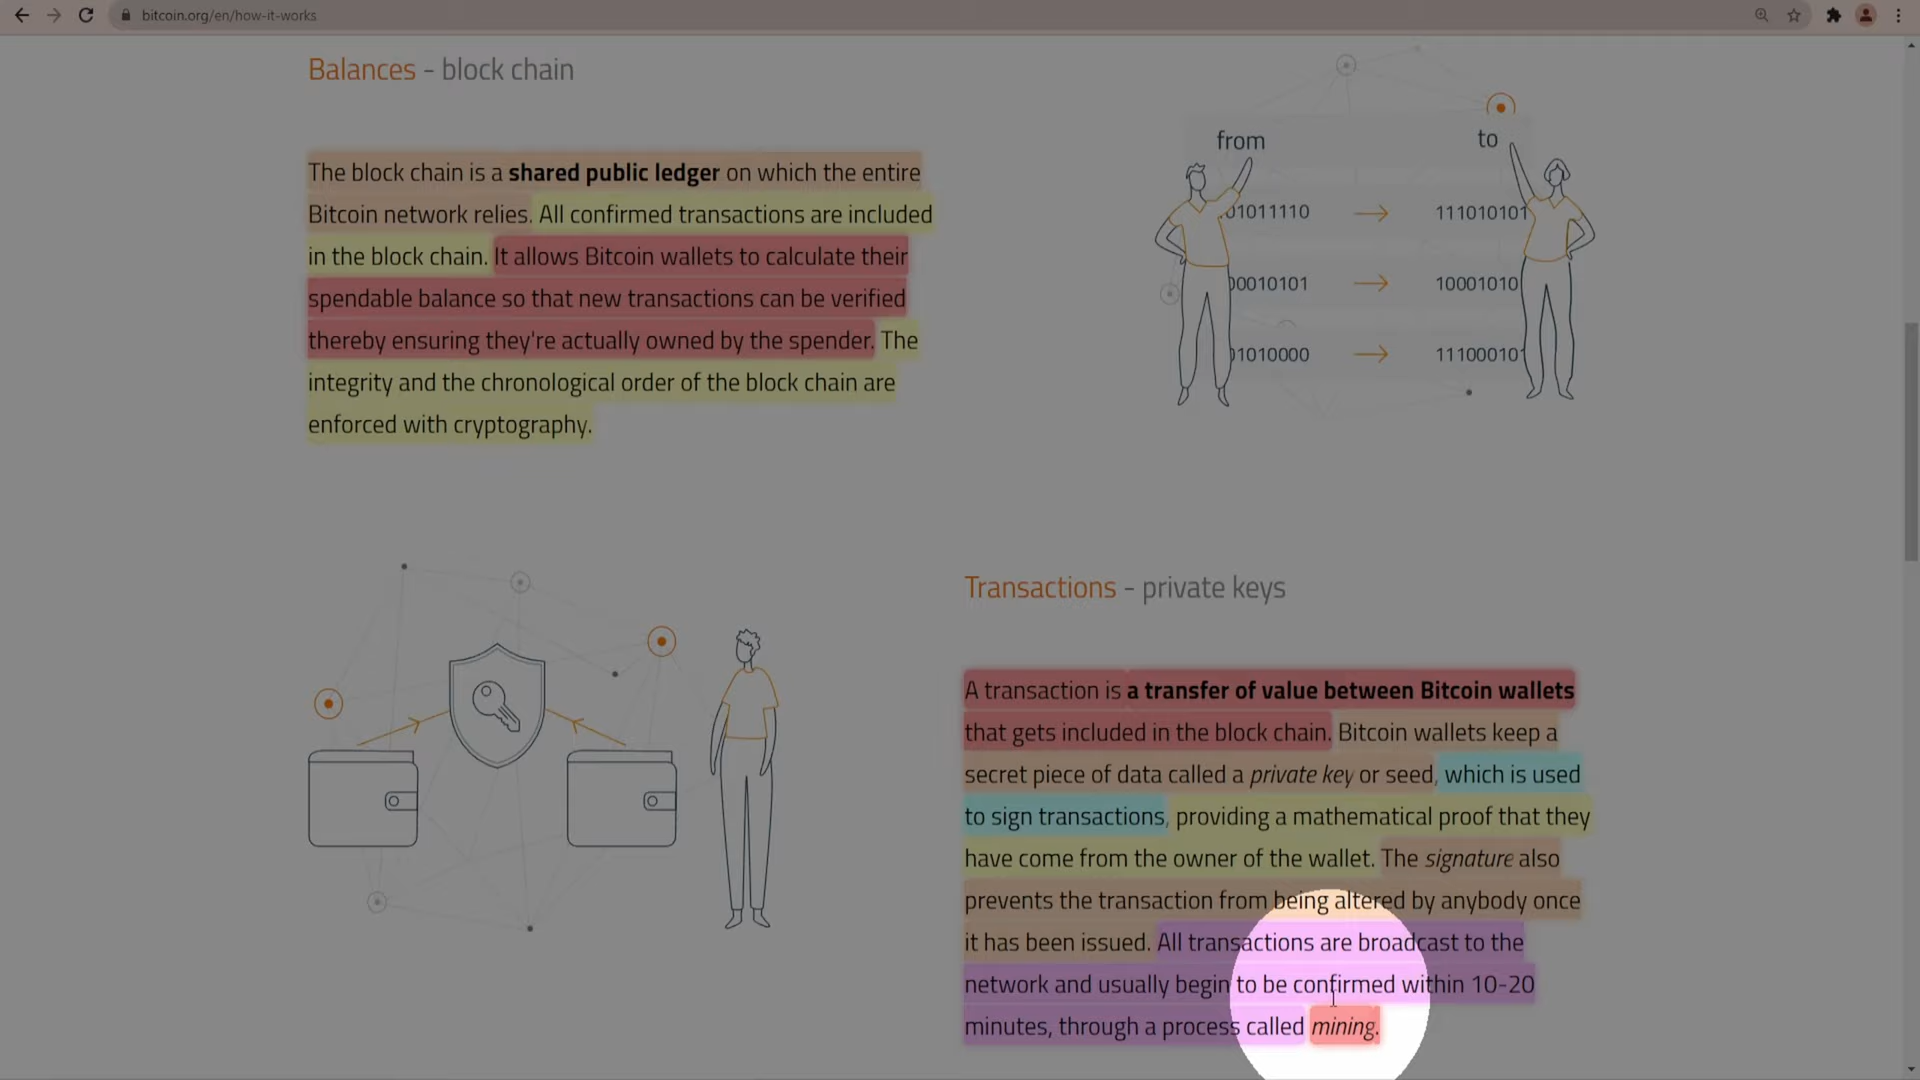 bitcoin.org/en/how-it-works
Balances - block chain
The block chain is a shared public ledger on which the entire
Bitcoin network relies. All confirmed transactions are included
in the block chain. It allows Bitcoin wallets to calculate their
spendable balance so that new transactions can be verified
thereby ensuring they're actually owned by the spender. The
integrity and the chronological order of the block chain are
enforced with cryptography.
from to
01011110 → 111010101
00010101 → 10001010
01010000 → 11100010
Transactions - private keys
A transaction is a transfer of value between Bitcoin wallets
that gets included in the block chain. Bitcoin wallets keep a
secret piece of data called a private key or seed, which is used
to sign transactions, providing a mathematical proof that they
have come from the owner of the wallet. The signature also
prevents the transaction from being altered by anybody once
it has been issued. All transactions are broadcast to the
network and usually begin to be confirmed within 10-20
minutes, through a process called mining.